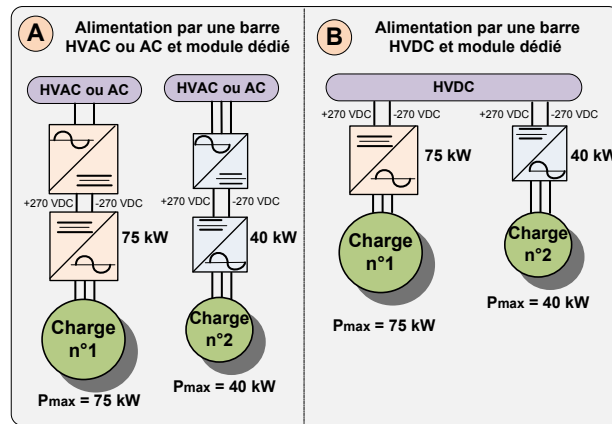 A
Alimentation par une barre
HVAC ou AC et module dédié
HVAC ou AC
HVAC ou AC
+270 VDC
-270 VDC
+270 VDC
-270 VDC
75 kW
40 kW
Charge
n°1
Charge
n°2
Pmax = 75 kW
Pmax = 40 kW
B
Alimentation par une barre
HVDC et module dédié
HVDC
+270 VDC
-270 VDC
+270 VDC
-270 VDC
75 kW
40 kW
Charge
n°1
Charge
n°2
Pmax = 75 kW
Pmax = 40 kW